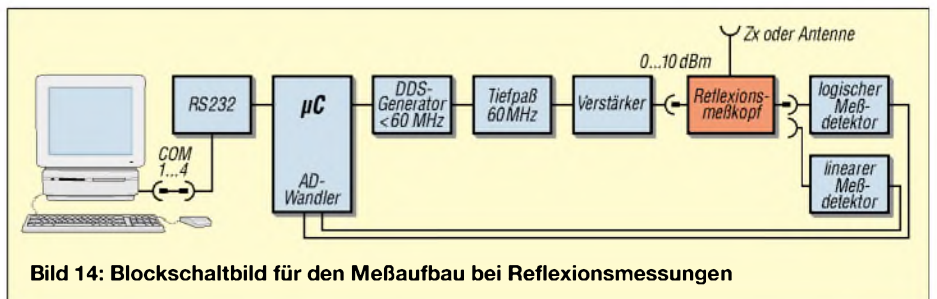 Zx oder Antenne
0...10 dBm
RS232
µC
DDS-
Generator
<60 MHz
Tiefpaß
60 MHz
Verstärker
Reflexions-
meßkopf
logischer
Meß-
detektor
COM
1...4
AD-
Wandler
linearer
Meß-
detektor
Bild 14: Blockschaltbild für den Meßaufbau bei Reflexionsmessungen